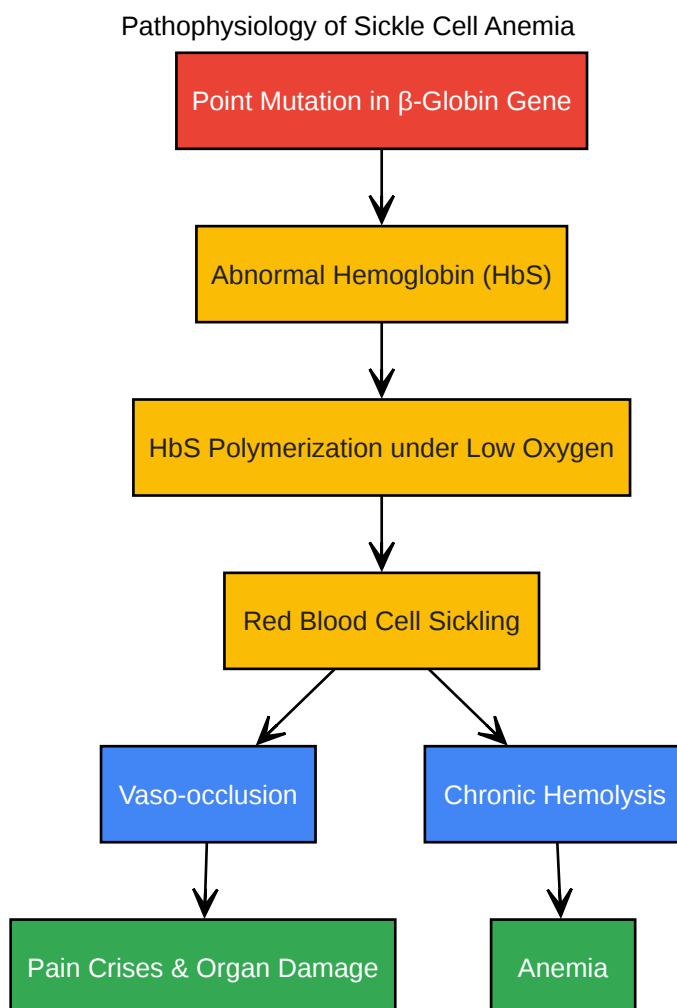 Pathophysiology of Sickle Cell Anemia
Point Mutation in β-Globin Gene
Abnormal Hemoglobin (HbS)
HbS Polymerization under Low Oxygen
Red Blood Cell Sickling
Vaso-occlusion
Chronic Hemolysis
Pain Crises & Organ Damage
Anemia